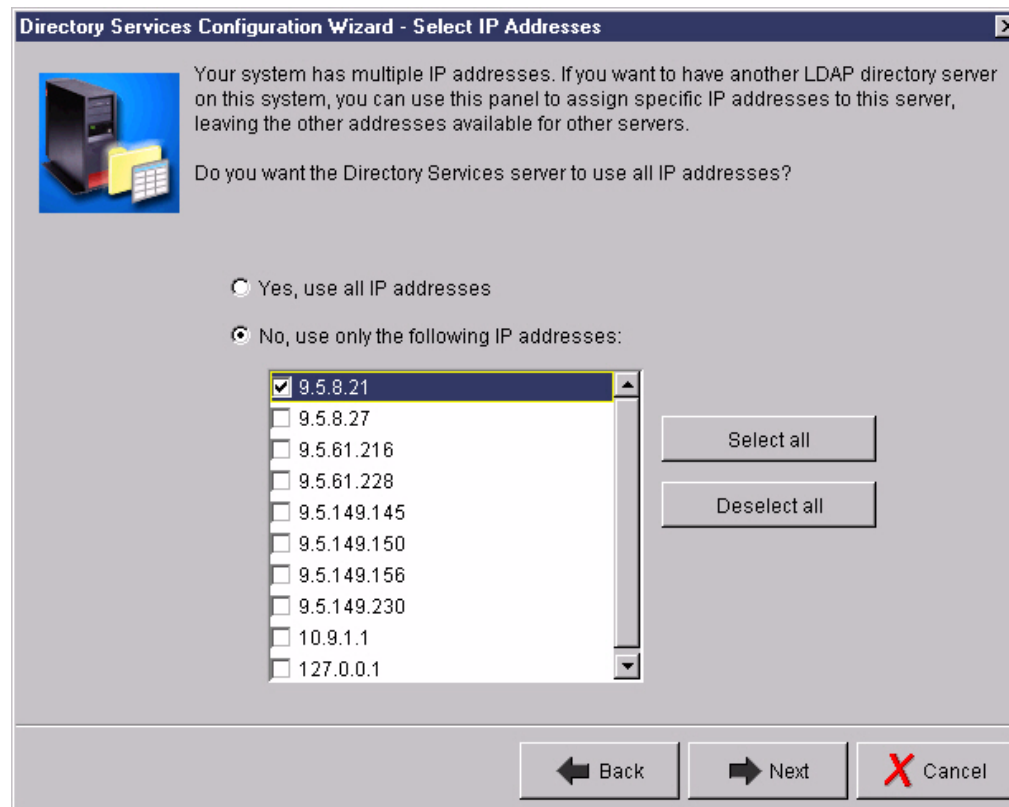 Directory Services Configuration Wizard - Select IP Addresses
Your system has multiple IP addresses. If you want to have another LDAP directory server
on this system, you can use this panel to assign specific IP addresses to this server,
leaving the other addresses available for other servers.
Do you want the Directory Services server to use all IP addresses?
Yes, use all IP addresses
No, use only the following IP addresses:
9.5.8.21
9.5.8.27
9.5.61.216
9.5.61.228
9.5.149.145
9.5.149.150
9.5.149.156
9.5.149.230
10.9.1.1
127.0.0.1
Select all
Deselect all
Back
Next
Cancel